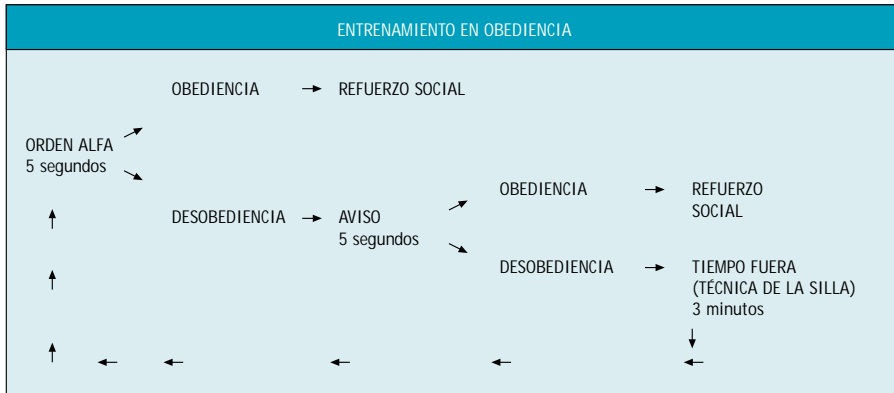 ENTRENAMIENTO EN OBEDIENCIA
OBEDIENCIA
REFUERZO SOCIAL
ORDEN ALFA
5 segundos
DESOBEDIENCIA
AVISO
5 segundos
OBEDIENCIA
REFUERZO
SOCIAL
DESOBEDIENCIA
TIEMPO FUERA
(TÉCNICA DE LA SILLA)
3 minutos